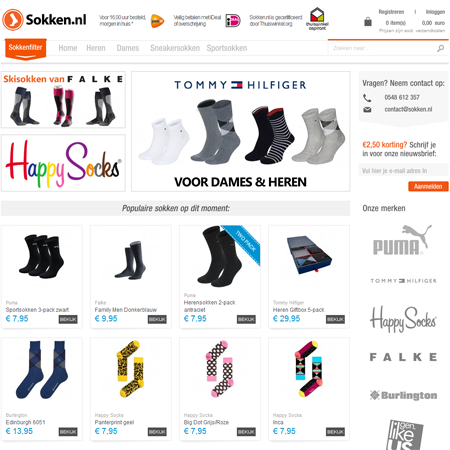 Sokken.nl
Voor 16.00 uur besteld,
morgen in huis *
Veilig betalen met iDeal
of overschrijving
Sokken.nl is gecertificeerd
door Thuiswinkel.org
thuiswinkel
waarborg
Registreren | Inloggen
0 item(s)
0,00 euro
Prijzen zijn excl. verzendkosten
Sokkenfilter
Home
Heren
Dames
Sneakersokken
Sportsokken
Zoeken naar ...
Skisokken van FALKE
HappySocks®
TOMMY HILFIGER
VOOR DAMES & HEREN
Vragen? Neem contact op:
0548 612 357
contact@sokken.nl
€2,50 korting? Schrijf je
in voor onze nieuwsbrief:
Vul hier je e-mail adres in
Aanmelden
Populaire sokken op dit moment:
Onze merken
Puma
Sportsokken 3-pack zwart
€ 7,95
BEKIJK
Falke
Family Men Donkerblauw
€ 7,95
BEKIJK
TWO PACK
Puma
Herensokken 2-pack
antraciet
€ 7,95
BEKIJK
Tommy Hilfiger
Heren Giftbox 5-pack
€ 29,95
BEKIJK
PUMA
TOMMY HILFIGER
HappySocks
FALKE
Burlington
gen.
like
us
Burlington
Edinburgh 6051
€ 13,95
BEKIJK
Happy Socks
Panterprint geel
€ 7,95
BEKIJK
Happy Socks
Big Dot Grijs/Roze
€ 7,95
BEKIJK
Happy Socks
Inca
€ 7,95
BEKIJK